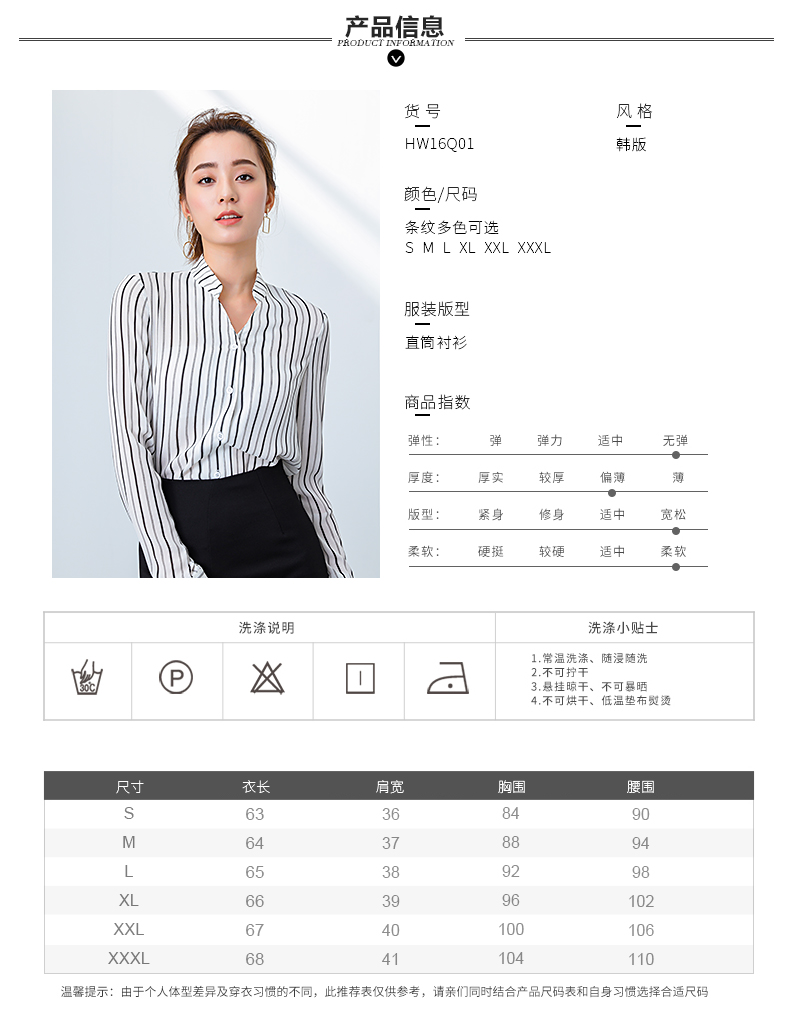 产品信息
PRODUCT INFORMATION
货号
风格
HW16Q01
韩版
颜色/尺码
条纹多色可选
S M L XL XXL XXXL
服装版型
直筒衬衫
商品指数
弹性： 弹 弹力 适中 无弹
厚度： 厚实 较厚 偏薄 薄
版型： 紧身 修身 适中 宽松
柔软： 硬挺 较硬 适中 柔软
洗涤说明 洗涤小贴士
30℃
P
1.常温洗涤、随浸随洗
2.不可拧干
3.悬挂晾干、不可暴晒
4.不可烘干、低温垫布熨烫
尺寸 衣长 肩宽 胸围 腰围
S 63 36 84 90
M 64 37 88 94
L 65 38 92 98
XL 66 39 96 102
XXL 67 40 100 106
XXXL 68 41 104 110
温馨提示：由于个人体型差异及穿衣习惯的不同，此推荐表仅供参考，请亲们同时结合产品尺码表和自身习惯选择合适尺码